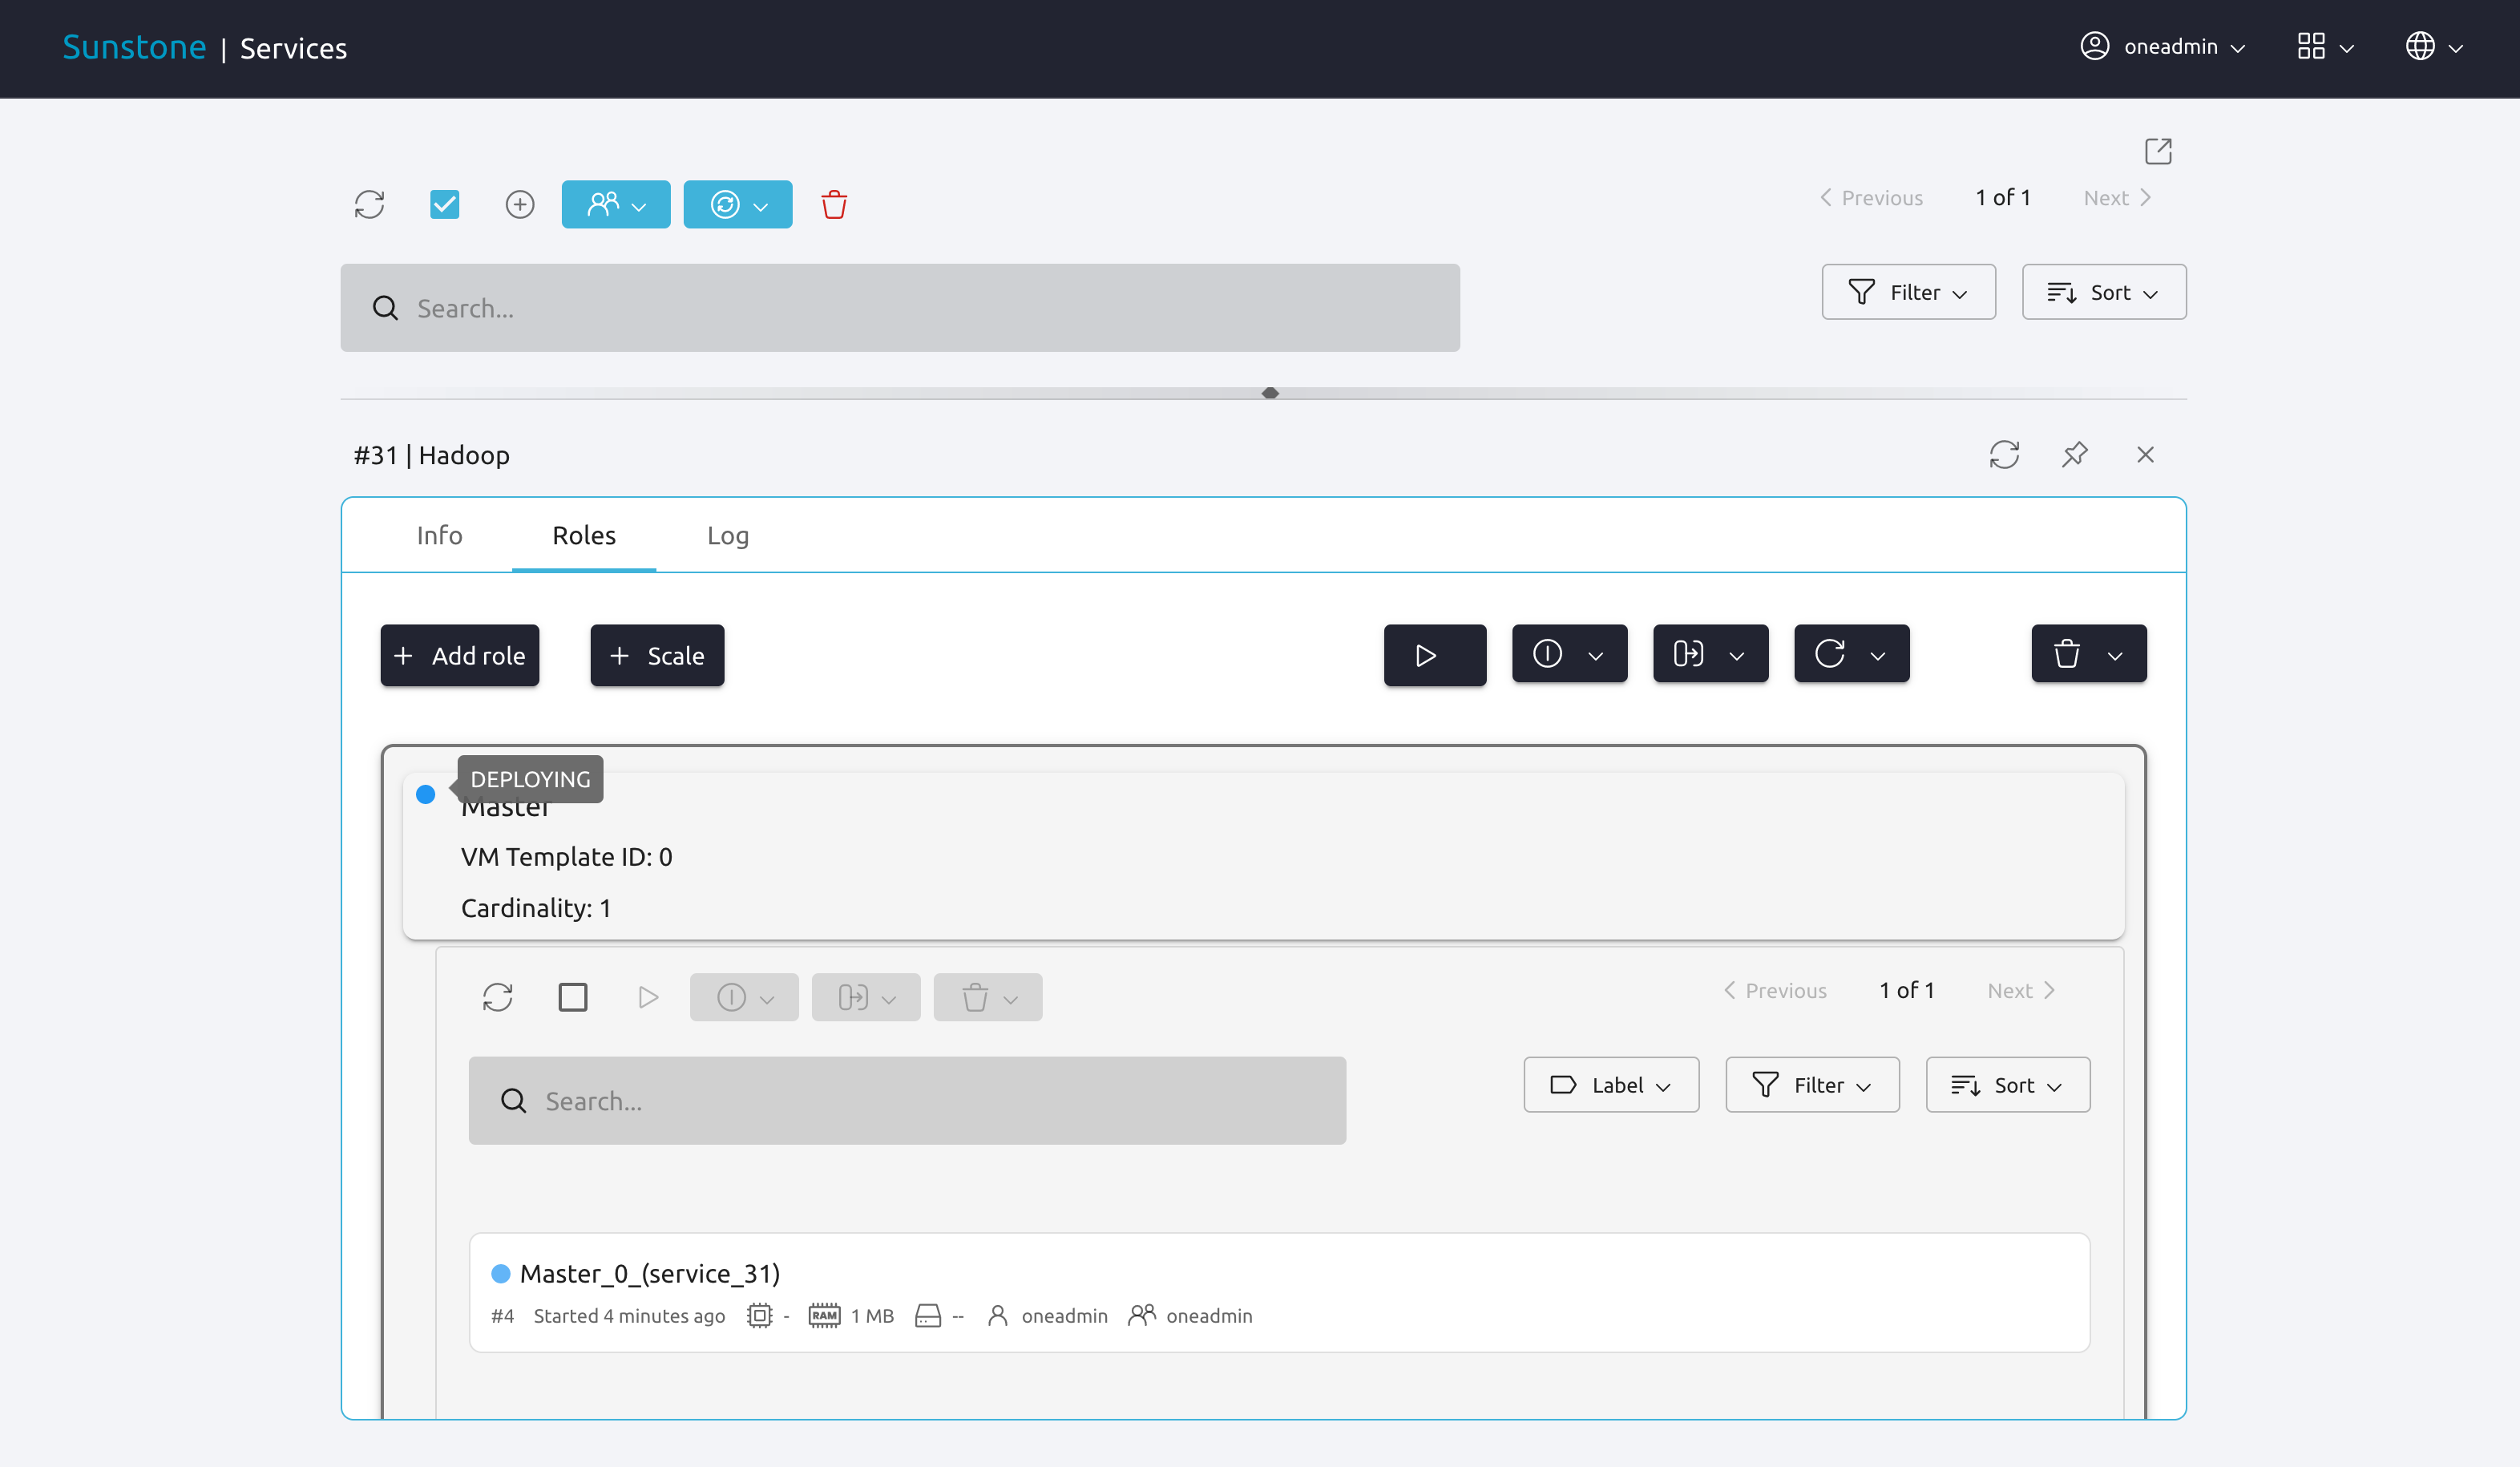 Sunstone | Services
oneadmin
Previous 1 of 1 Next
Search...
Filter
Sort
#31 | Hadoop
Info Roles Log
+ Add role
+ Scale
DEPLOYING
Master
VM Template ID: 0
Cardinality: 1
Previous 1 of 1 Next
Search...
Label
Filter
Sort
Master_0_(service_31)
#4 Started 4 minutes ago - RAM 1 MB -- oneadmin oneadmin